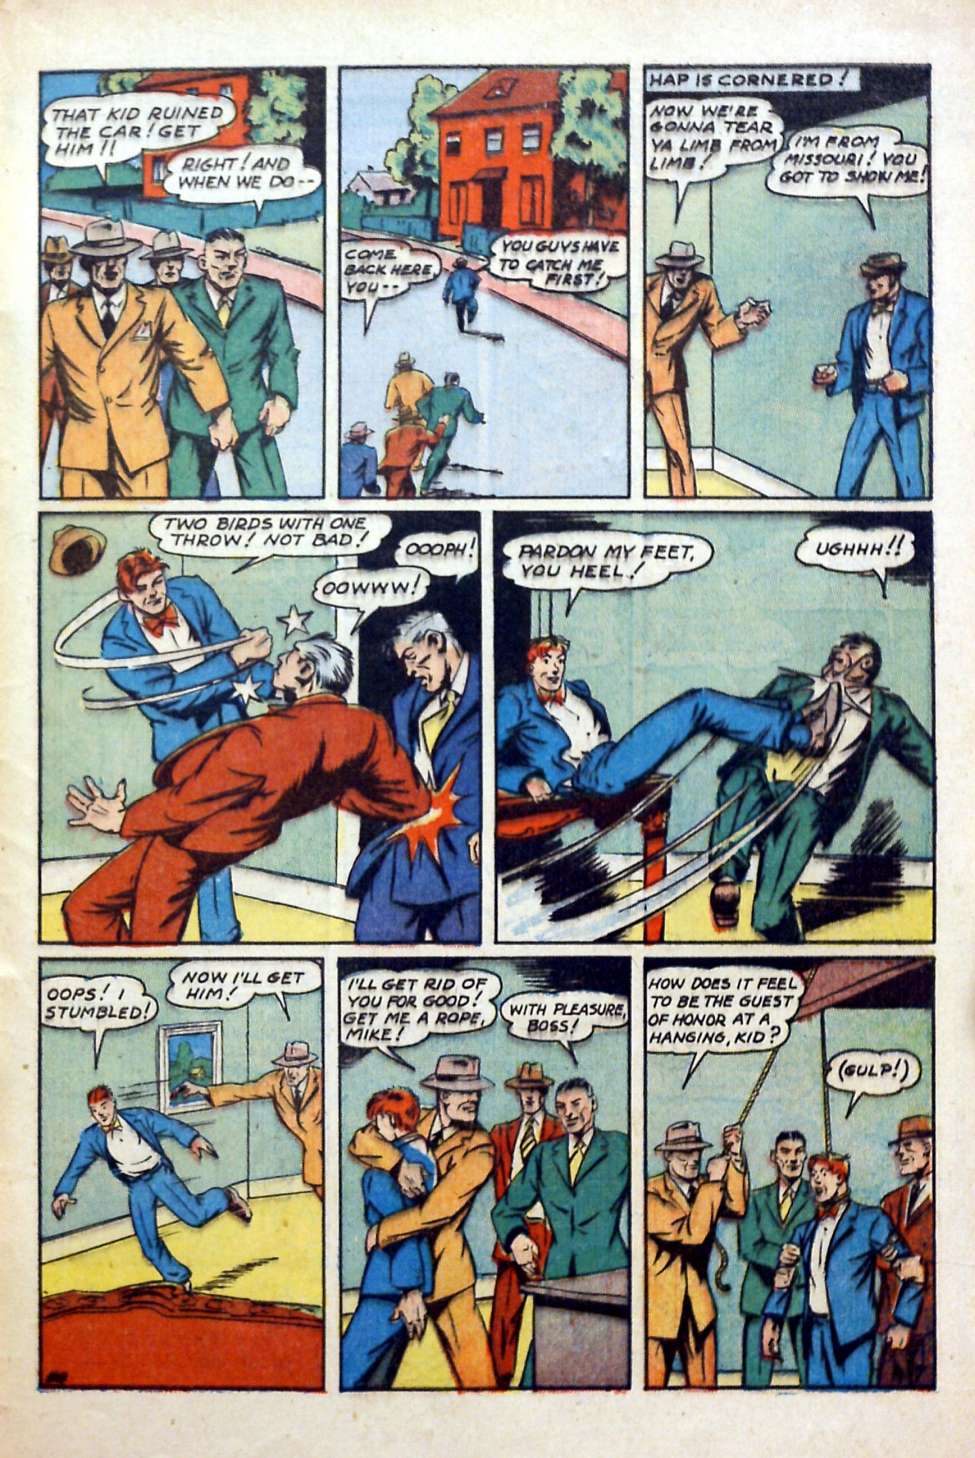 THAT KID RUINED
THE CAR! GET
HIM!!
RIGHT! AND
WHEN WE DO--
COME
BACK HERE,
YOU--
YOU GUYS HAVE
TO CATCH ME
FIRST!
HAP IS CORNERED!
NOW WE'RE
GONNA TEAR
YA LIMB FROM
LIMB!
I'M FROM
MISSOURI! YOU
GOT TO SHOW ME!
TWO BIRDS WITH ONE
THROW! NOT BAD!
OOWWW!
OOOPH!
PARDON MY FEET,
YOU HEEL!
UGHHH!!
OOPS! I
STUMBLED!
NOW I'LL GET
HIM!
I'LL GET RID OF
YOU FOR GOOD!
GET ME A ROPE,
MIKE!
WITH PLEASURE,
BOSS!
HOW DOES IT FEEL
TO BE THE GUEST
OF HONOR AT A
HANGING, KID?
(GULP!)